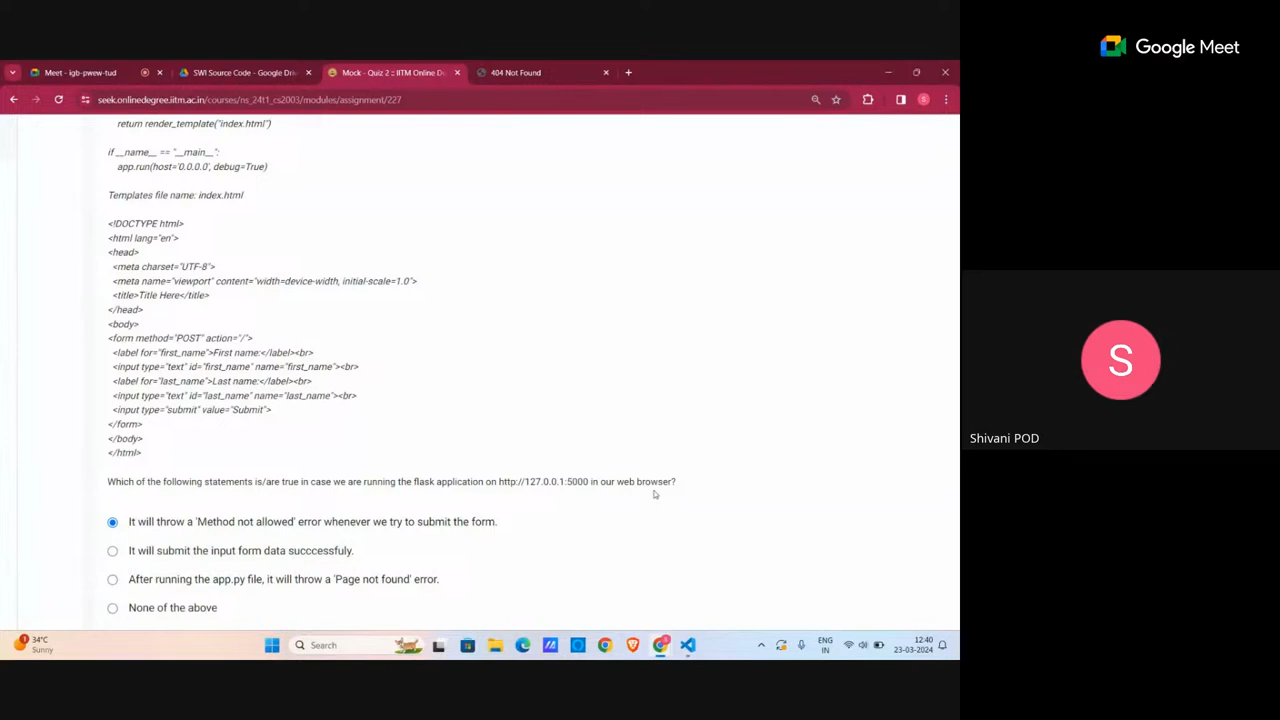 Google Meet
Meet - igb-pwew-tud
SWI Source Code - Google Dri
Mock - Quiz 2 :: IITM Online D
404 Not Found
seek.onlinedegree.iitm.ac.in/courses/ns_24t1_cs2003/modules/assignment/227
S
return render_template("index.html")
if __name__ == "__main__":
app.run(host='0.0.0.0', debug=True)
Templates file name: index.html
<!DOCTYPE html>
<html lang="en">
<head>
<meta charset="UTF-8">
<meta name="viewport" content="width=device-width, initial-scale=1.0">
<title>Title Here</title>
</head>
<body>
<form method="POST" action="/">
<label for="first_name">First name:</label><br>
<input type="text" id="first_name" name="first_name"><br>
<label for="last_name">Last name:</label><br>
<input type="text" id="last_name" name="last_name"><br>
<input type="submit" value="Submit">
</form>
</body>
</html>
Which of the following statements is/are true in case we are running the flask application on http://127.0.0.1:5000 in our web browser?
It will throw a 'Method not allowed' error whenever we try to submit the form.
It will submit the input form data succcessfuly.
After running the app.py file, it will throw a 'Page not found' error.
None of the above
S
Shivani POD
1
34°C
Sunny
Search
ENG
IN
12:40
23-03-2024